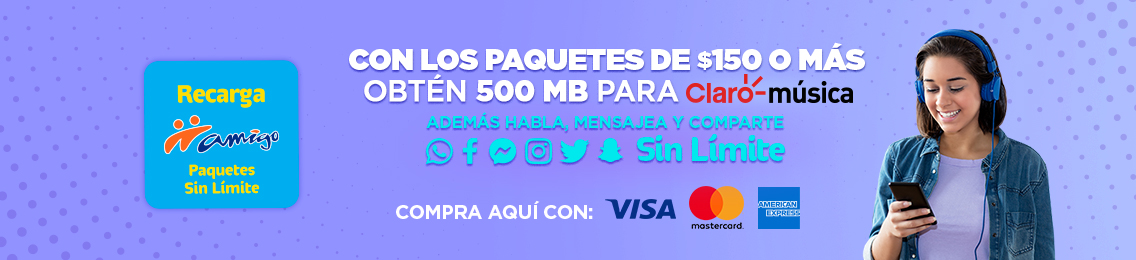 Recarga
amigo
Paquetes
Sin Límite
CON LOS PAQUETES DE $150 O MÁS
OBTÉN 500 MB PARA Claro-música
ADEMÁS HABLA, MENSAJEA Y COMPARTE
Sin Límite
COMPRA AQUÍ CON: VISA mastercard. AMERICAN EXPRESS